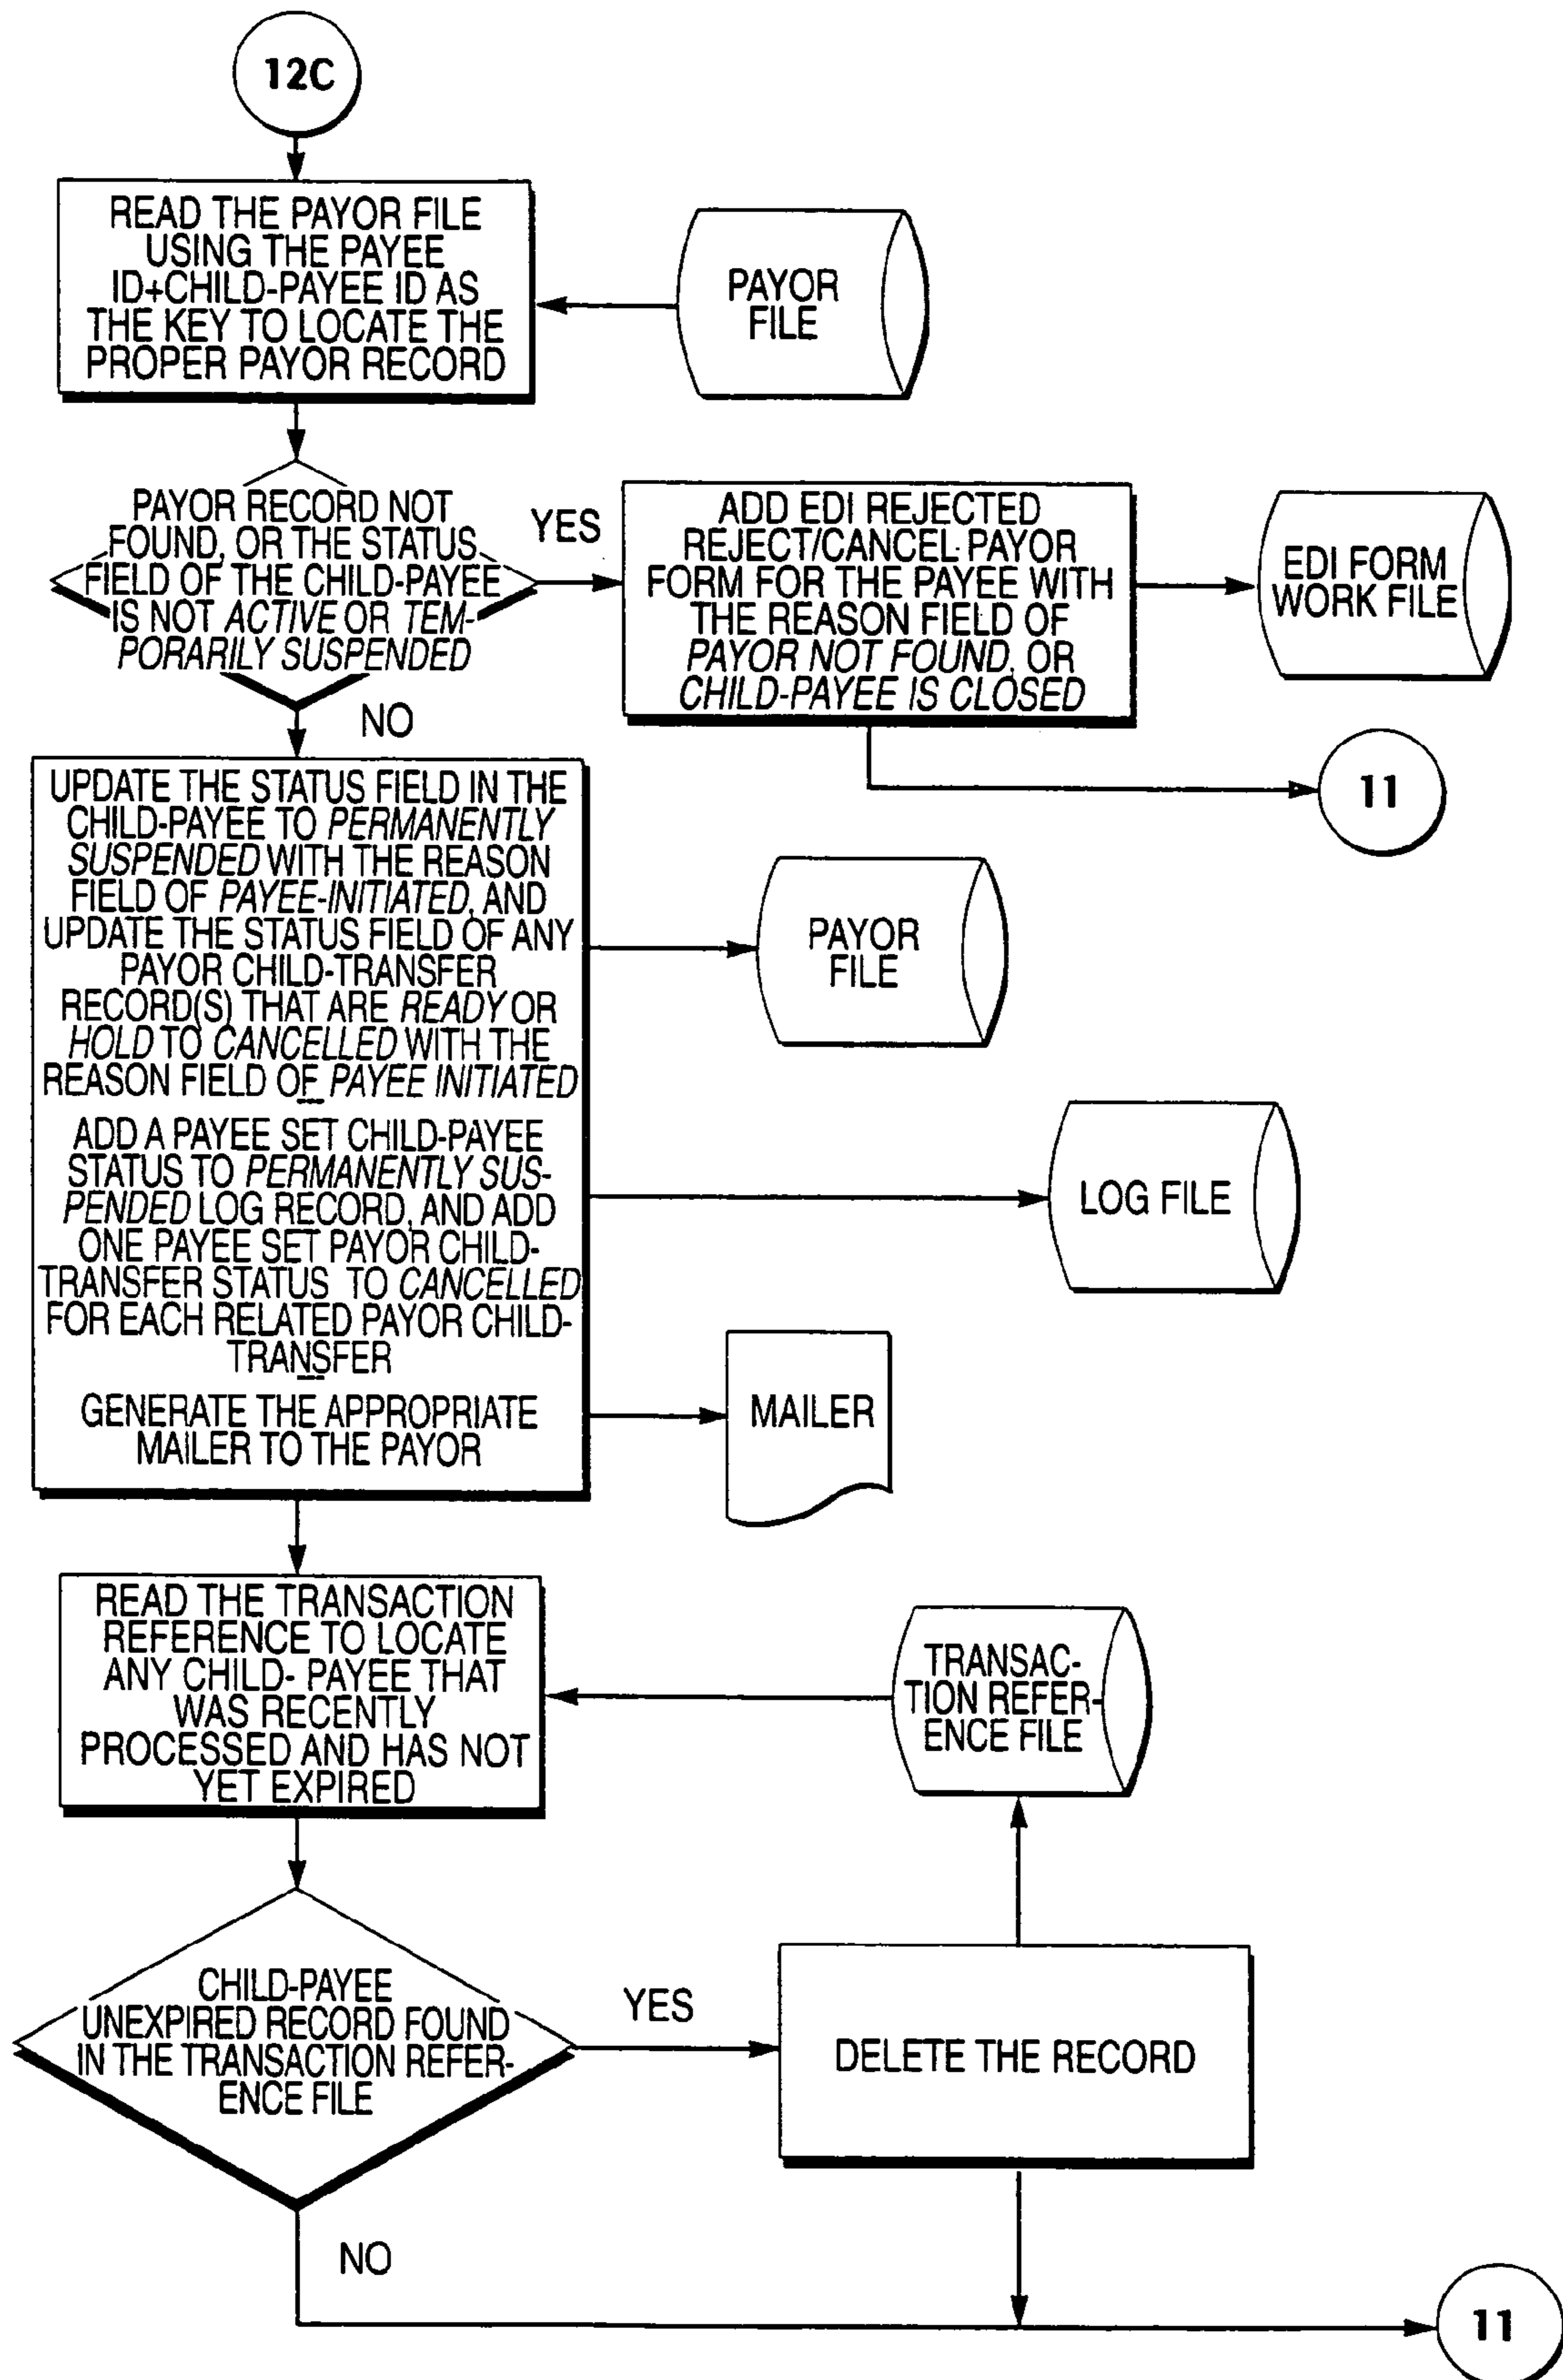 12C
READ THE PAYOR FILE
USING THE PAYEE
ID+CHILD-PAYEE ID AS
THE KEY TO LOCATE THE
PROPER PAYOR RECORD
PAYOR
FILE
PAYOR RECORD NOT
FOUND, OR THE STATUS
FIELD OF THE CHILD-PAYEE
IS NOT ACTIVE OR TEM-
PORARILY SUSPENDED
YES
NO
ADD EDI REJECTED
REJECT/CANCEL PAYOR
FORM FOR THE PAYEE WITH
THE REASON FIELD OF
PAYOR NOT FOUND, OR
CHILD-PAYEE IS CLOSED
EDI FORM
WORK FILE
11
UPDATE THE STATUS FIELD IN THE
CHILD-PAYEE TO PERMANENTLY
SUSPENDED WITH THE REASON
FIELD OF PAYEE-INITIATED, AND
UPDATE THE STATUS FIELD OF ANY
PAYOR CHILD-TRANSFER
RECORD(S) THAT ARE READY OR
HOLD TO CANCELLED WITH THE
REASON FIELD OF PAYEE INITIATED
ADD A PAYEE SET CHILD-PAYEE
STATUS TO PERMANENTLY SUS-
PENDED LOG RECORD, AND ADD
ONE PAYEE SET PAYOR CHILD-
TRANSFER STATUS TO CANCELLED
FOR EACH RELATED PAYOR CHILD-
TRANSFER
GENERATE THE APPROPRIATE
MAILER TO THE PAYOR
PAYOR
FILE
LOG FILE
MAILER
READ THE TRANSACTION
REFERENCE TO LOCATE
ANY CHILD- PAYEE THAT
WAS RECENTLY
PROCESSED AND HAS NOT
YET EXPIRED
TRANSAC-
TION REFER-
ENCE FILE
CHILD-PAYEE
UNEXPIRED RECORD FOUND
IN THE TRANSACTION REFER-
ENCE FILE
YES
DELETE THE RECORD
NO
11